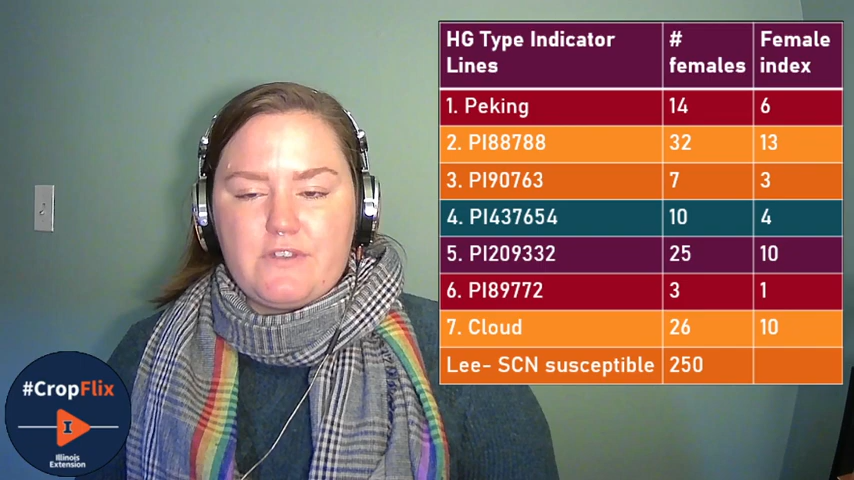 HG Type Indicator Lines # females Female index
1. Peking 14 6
2. PI88788 32 13
3. PI90763 7 3
4. PI437654 10 4
5. PI209332 25 10
6. PI89772 3 1
7. Cloud 26 10
Lee- SCN susceptible 250
#CropFlix
I
Illinois
Extension